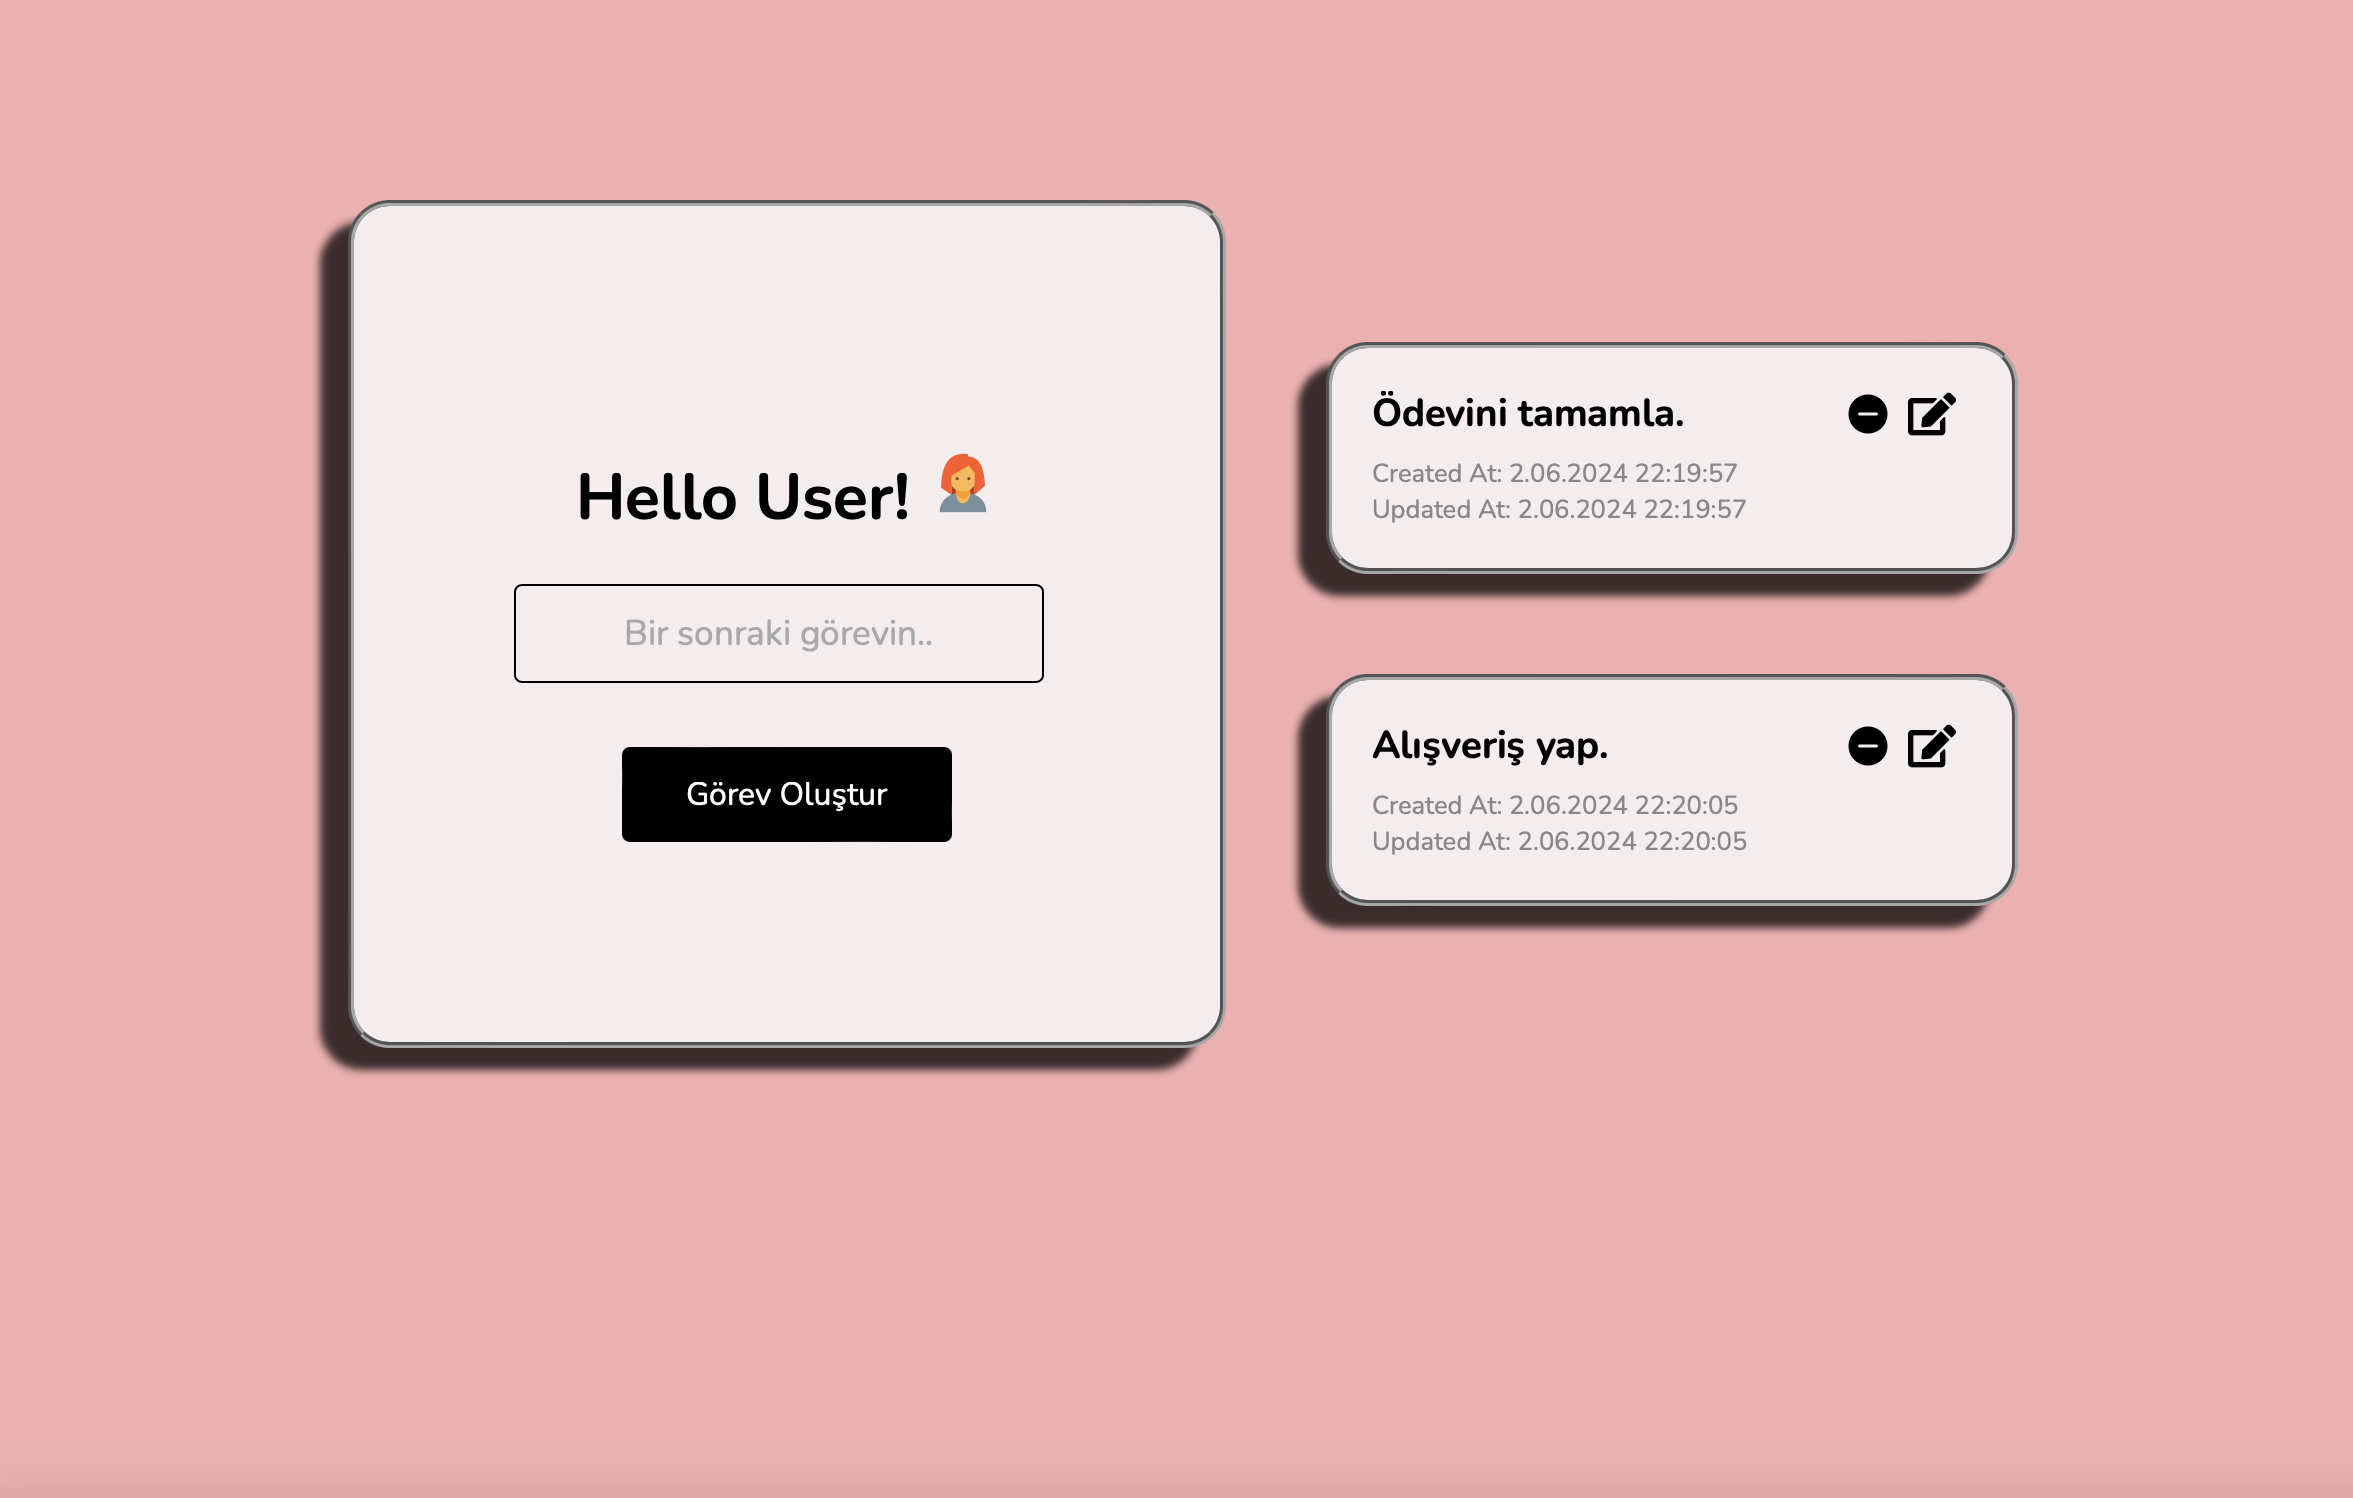 Hello User!
Bir sonraki görevin..
Görev Oluştur
Ödevini tamamla.
Created At: 2.06.2024 22:19:57
Updated At: 2.06.2024 22:19:57
Alışveriş yap.
Created At: 2.06.2024 22:20:05
Updated At: 2.06.2024 22:20:05